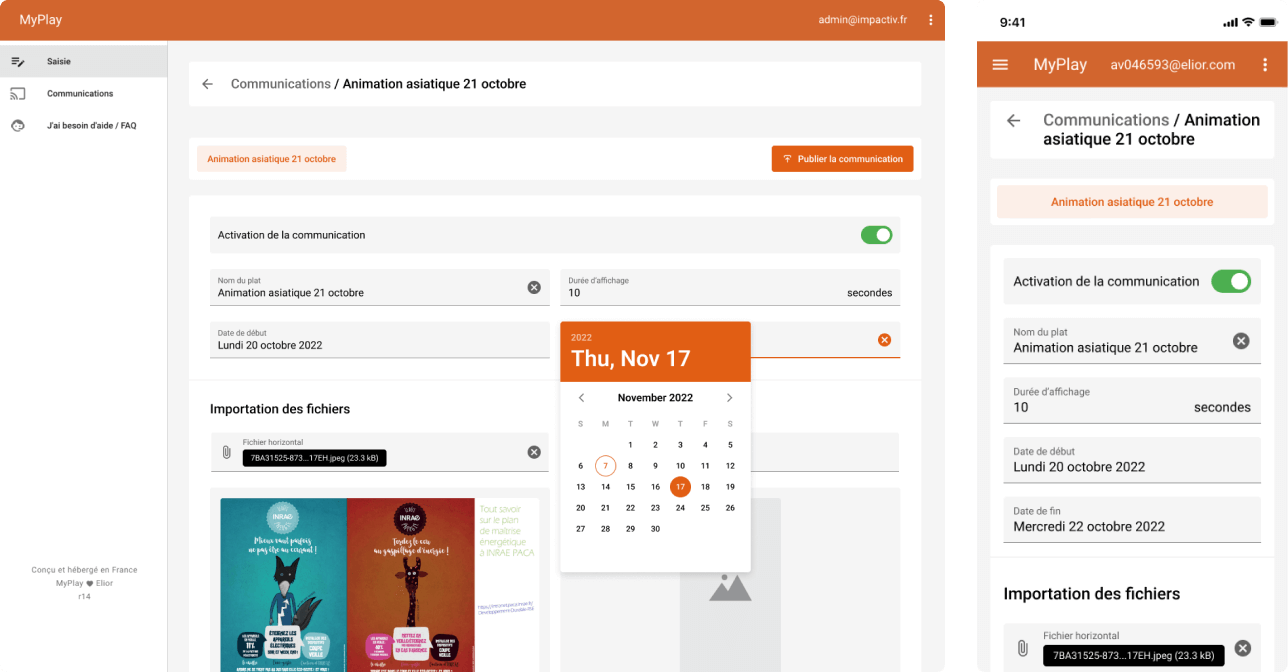 MyPlay
admin@impactiv.fr
Saisie
Communications
J'ai besoin d'aide / FAQ
Communications / Animation asiatique 21 octobre
Animation asiatique 21 octobre
Publier la communication
Activation de la communication
Nom du plat
Animation asiatique 21 octobre
Durée d'affichage
10
secondes
Date de début
Lundi 20 octobre 2022
2022
Thu, Nov 17
November 2022
S M T W T F S
1 2 3 4 5
6 7 8 9 10 11 12
13 14 15 16 17 18 19
20 21 22 23 24 25 26
27 28 29 30
Importation des fichiers
Fichier horizontal
7BA31525-873...17EH.jpeg (23.3 kB)
INRAE
Mieux vaut parfois
ne pas être au courant !
INRAE
Tordez le cou
au gaspillage d'énergie !
Tout savoir
sur le plan
de maîtrise
énergétique
à INRAE PACA
Conçu et hébergé en France
MyPlay Elior
r14
9:41
MyPlay
av046593@elior.com
Communications / Animation
asiatique 21 octobre
Animation asiatique 21 octobre
Activation de la communication
Nom du plat
Animation asiatique 21 octobre
Durée d'affichage
10
secondes
Date de début
Lundi 20 octobre 2022
Date de fin
Mercredi 22 octobre 2022
Importation des fichiers
Fichier horizontal
7BA31525-873...17EH.jpeg (23.3 kB)